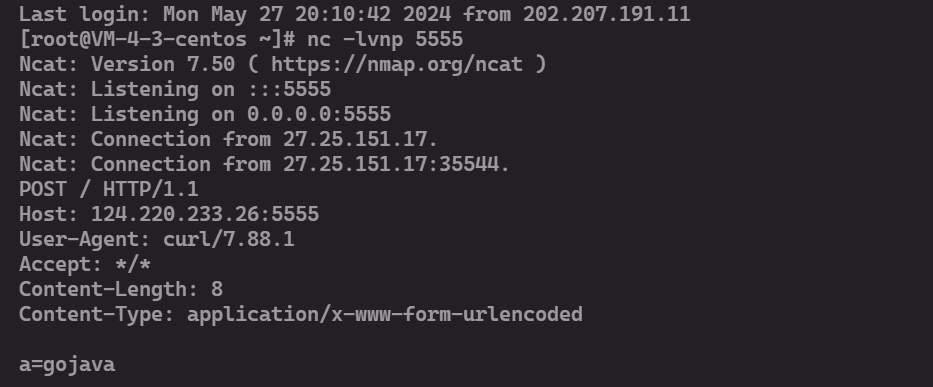 Last login: Mon May 27 20:10:42 2024 from 202.207.191.11
[root@VM-4-3-centos ~]# nc -lvnp 5555
Ncat: Version 7.50 ( https://nmap.org/ncat )
Ncat: Listening on :::5555
Ncat: Listening on 0.0.0.0:5555
Ncat: Connection from 27.25.151.17.
Ncat: Connection from 27.25.151.17:35544.
POST / HTTP/1.1
Host: 124.220.233.26:5555
User-Agent: curl/7.88.1
Accept: */*
Content-Length: 8
Content-Type: application/x-www-form-urlencoded

a=gojava